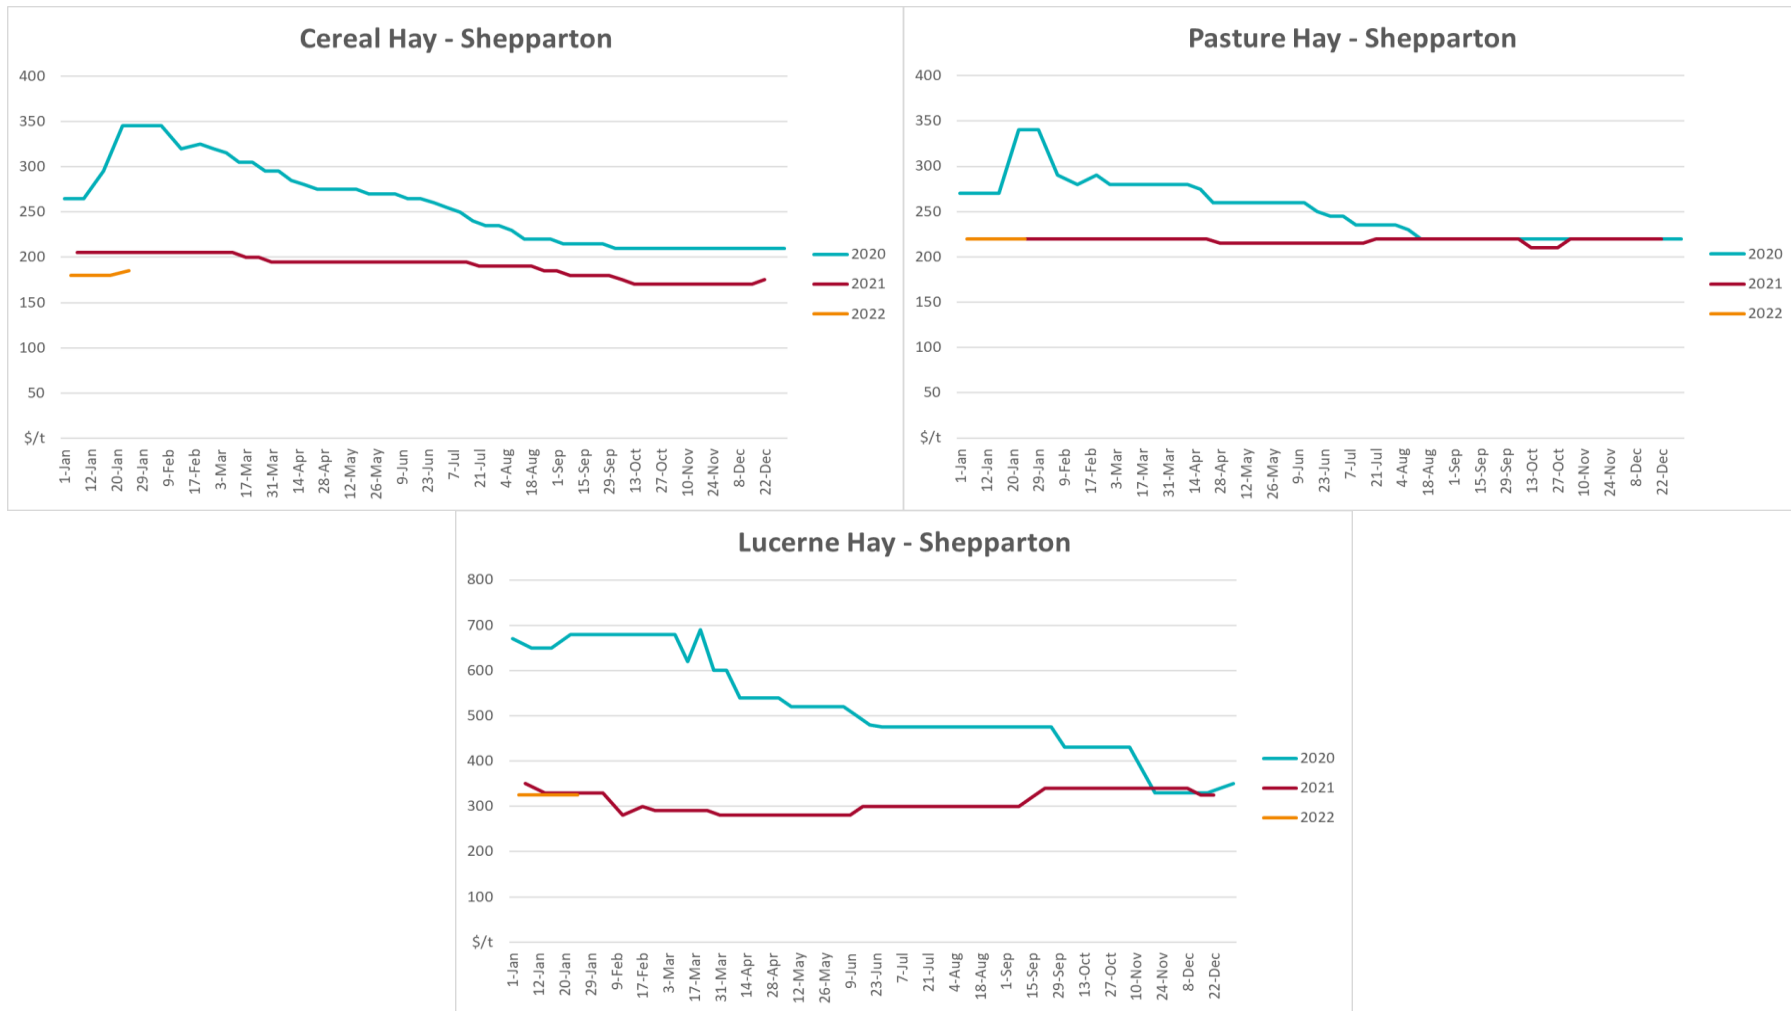 Cereal Hay - Shepparton
400
350
300
250
200
150
100
50
$/t
1-Jan
12-Jan
20-Jan
29-Jan
9-Feb
17-Feb
3-Mar
17-Mar
31-Mar
14-Apr
28-Apr
12-May
26-May
9-Jun
23-Jun
7-Jul
21-Jul
4-Aug
18-Aug
1-Sep
15-Sep
29-Sep
13-Oct
27-Oct
10-Nov
24-Nov
8-Dec
22-Dec
2020
2021
2022
Pasture Hay - Shepparton
400
350
300
250
200
150
100
50
$/t
1-Jan
12-Jan
20-Jan
29-Jan
9-Feb
17-Feb
3-Mar
17-Mar
31-Mar
14-Apr
28-Apr
12-May
26-May
9-Jun
23-Jun
7-Jul
21-Jul
4-Aug
18-Aug
1-Sep
15-Sep
29-Sep
13-Oct
27-Oct
10-Nov
24-Nov
8-Dec
22-Dec
2020
2021
2022
Lucerne Hay - Shepparton
800
700
600
500
400
300
200
100
$/t
1-Jan
12-Jan
20-Jan
29-Jan
9-Feb
17-Feb
3-Mar
17-Mar
31-Mar
14-Apr
28-Apr
12-May
26-May
9-Jun
23-Jun
7-Jul
21-Jul
4-Aug
18-Aug
1-Sep
15-Sep
29-Sep
13-Oct
27-Oct
10-Nov
24-Nov
8-Dec
22-Dec
2020
2021
2022